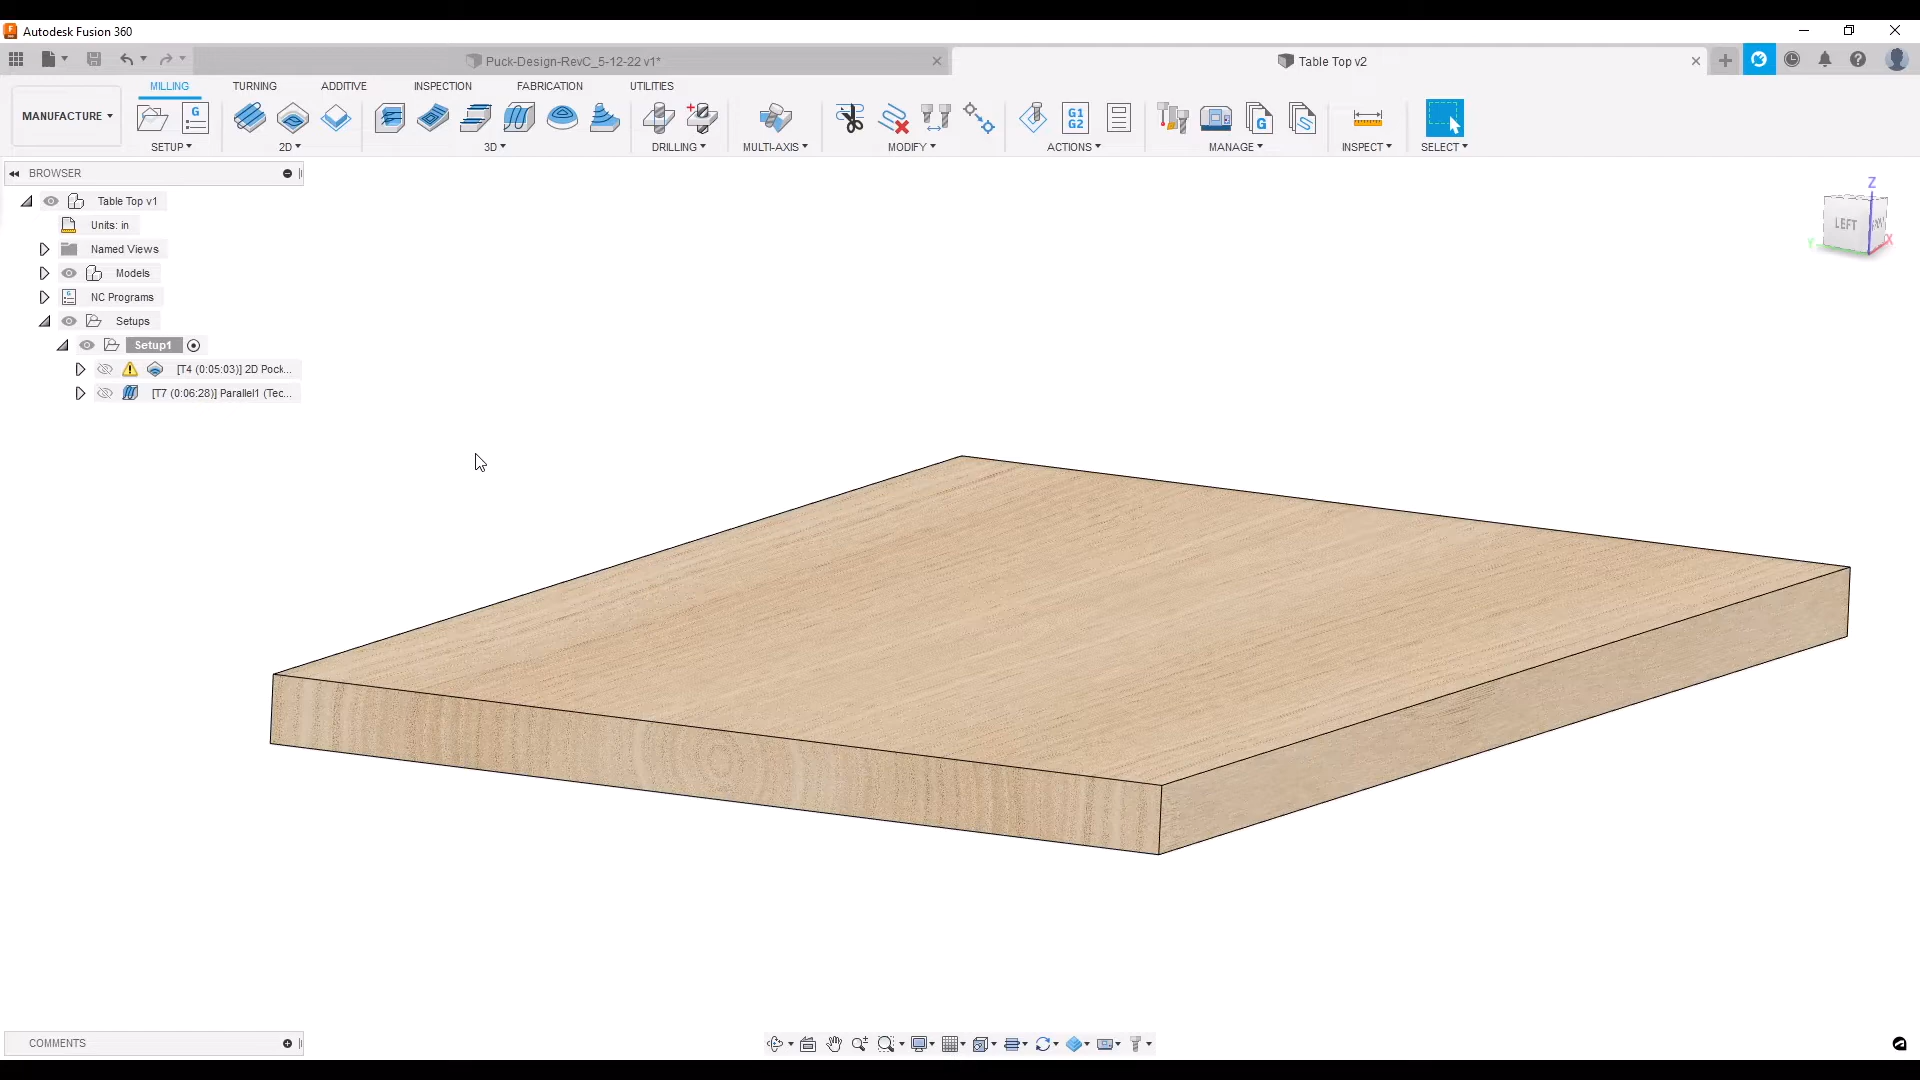 Autodesk Fusion 360
Puck-Design-RevC_5-12-22 v1*
Table Top v2
MILLING TURNING ADDITIVE INSPECTION FABRICATION UTILITIES
MANUFACTURE
G
G1
G2
G
SETUP 2D 3D DRILLING MULTI-AXIS MODIFY ACTIONS MANAGE INSPECT SELECT
BROWSER
Table Top v1
Units: in
Named Views
Models
NC Programs
Setups
Setup1
[T4 (0:05:03)] 2D Pock...
[T7 (0:06:28)] Parallel1 (Tec...
Z
LEFT
Y
X
COMMENTS